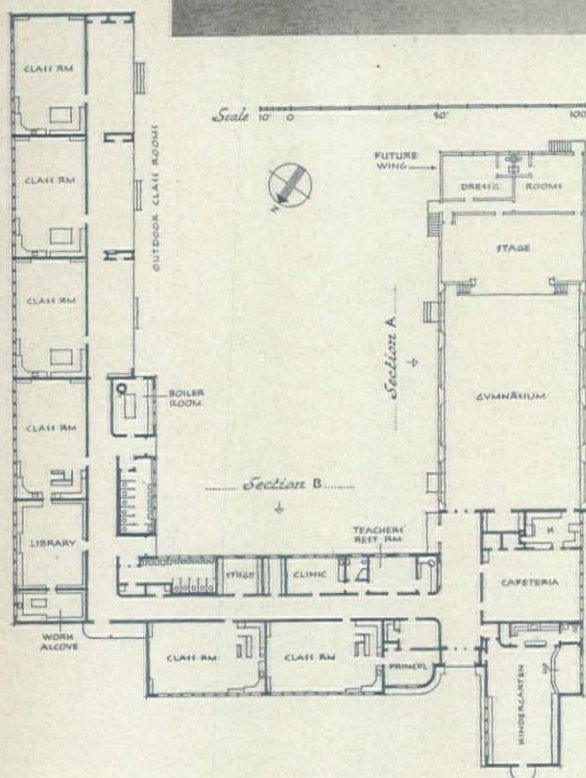 CLASS RM
Scale 10' 0 50' 100
FUTURE
WING
DRESS'G ROOMS
CLASS RM
OUTDOOR CLASS ROOMS
N
STAGE
CLASS RM
Section A
GYMNASIUM
BOILER
ROOM
CLASS RM
Section B
TEACHERS'
REST RM
LIBRARY
STAGE
CLINIC
K
CAFETERIA
WORK
ALCOVE
CLASS RM
CLASS RM
PRINCPL
KINDERGARTEN